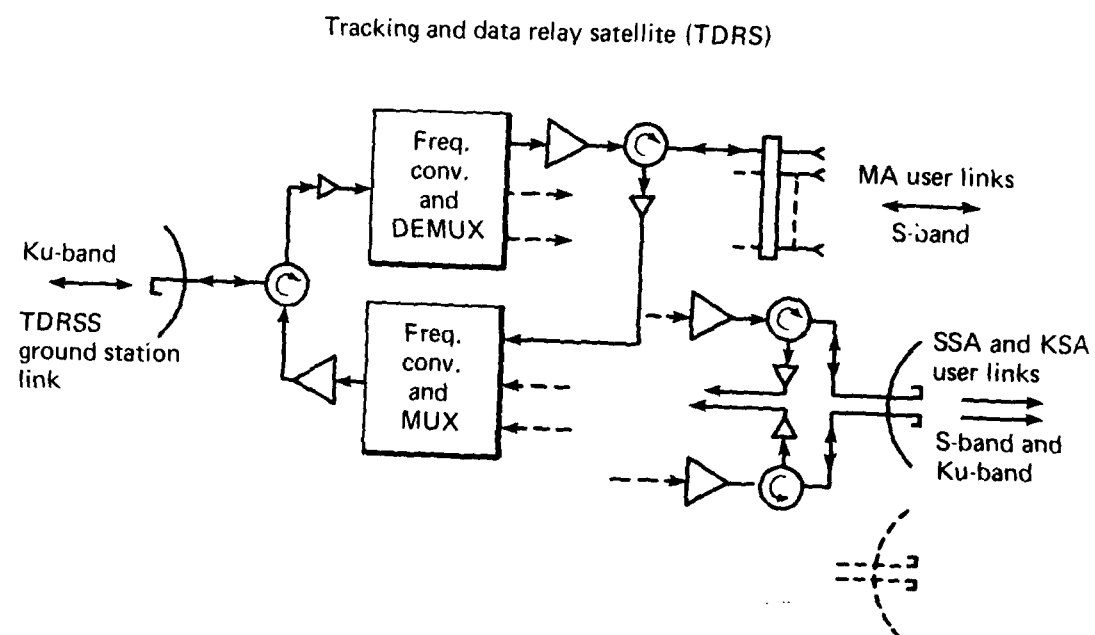 Tracking and data relay satellite (TDRS)
Freq.
conv.
and
DEMUX
MA user links
S-band
Ku-band
TDRSS
ground station
link
Freq.
conv.
and
MUX
SSA and KSA
user links
S-band and
Ku-band